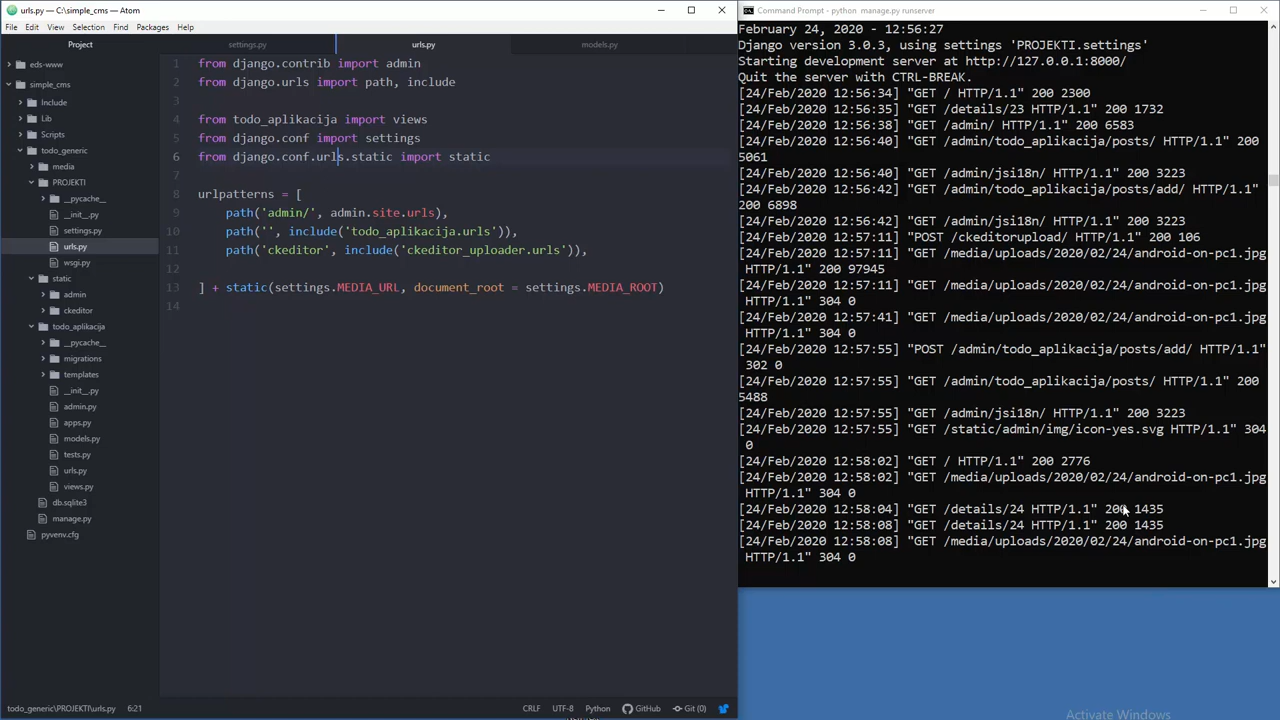 urls.py — C:\simple_cms — Atom
File Edit View Selection Find Packages Help
Project
eds-www
simple_cms
Include
Lib
Scripts
todo_generic
media
PROJEKTI
__pycache__
__init__.py
settings.py
urls.py
wsgi.py
static
admin
ckeditor
todo_aplikacija
__pycache__
migrations
templates
__init__.py
admin.py
apps.py
models.py
tests.py
urls.py
views.py
db.sqlite3
manage.py
pyvenv.cfg
settings.py urls.py models.py
1 from django.contrib import admin
2 from django.urls import path, include
3
4 from todo_aplikacija import views
5 from django.conf import settings
6 from django.conf.urls.static import static
7
8 urlpatterns = [
9 path('admin/', admin.site.urls),
10 path('', include('todo_aplikacija.urls')),
11 path('ckeditor', include('ckeditor_uploader.urls')),
12
13 ] + static(settings.MEDIA_URL, document_root = settings.MEDIA_ROOT)
14
todo_generic\PROJEKTI\urls.py 6:21 CRLF UTF-8 Python GitHub Git (0)
Command Prompt - python manage.py runserver
February 24, 2020 - 12:56:27
Django version 3.0.3, using settings 'PROJEKTI.settings'
Starting development server at http://127.0.0.1:8000/
Quit the server with CTRL-BREAK.
[24/Feb/2020 12:56:34] "GET / HTTP/1.1" 200 2300
[24/Feb/2020 12:56:35] "GET /details/23 HTTP/1.1" 200 1732
[24/Feb/2020 12:56:38] "GET /admin/ HTTP/1.1" 200 6583
[24/Feb/2020 12:56:40] "GET /admin/todo_aplikacija/posts/ HTTP/1.1" 200
5061
[24/Feb/2020 12:56:40] "GET /admin/jsi18n/ HTTP/1.1" 200 3223
[24/Feb/2020 12:56:42] "GET /admin/todo_aplikacija/posts/add/ HTTP/1.1"
200 6898
[24/Feb/2020 12:56:42] "GET /admin/jsi18n/ HTTP/1.1" 200 3223
[24/Feb/2020 12:57:11] "POST /ckeditorupload/ HTTP/1.1" 200 106
[24/Feb/2020 12:57:11] "GET /media/uploads/2020/02/24/android-on-pc1.jpg
HTTP/1.1" 200 97945
[24/Feb/2020 12:57:11] "GET /media/uploads/2020/02/24/android-on-pc1.jpg
HTTP/1.1" 304 0
[24/Feb/2020 12:57:41] "GET /media/uploads/2020/02/24/android-on-pc1.jpg
HTTP/1.1" 304 0
[24/Feb/2020 12:57:55] "POST /admin/todo_aplikacija/posts/add/ HTTP/1.1"
302 0
[24/Feb/2020 12:57:55] "GET /admin/todo_aplikacija/posts/ HTTP/1.1" 200
5488
[24/Feb/2020 12:57:55] "GET /admin/jsi18n/ HTTP/1.1" 200 3223
[24/Feb/2020 12:57:55] "GET /static/admin/img/icon-yes.svg HTTP/1.1" 304
0
[24/Feb/2020 12:58:02] "GET / HTTP/1.1" 200 2776
[24/Feb/2020 12:58:02] "GET /media/uploads/2020/02/24/android-on-pc1.jpg
HTTP/1.1" 304 0
[24/Feb/2020 12:58:04] "GET /details/24 HTTP/1.1" 200 1435
[24/Feb/2020 12:58:08] "GET /details/24 HTTP/1.1" 200 1435
[24/Feb/2020 12:58:08] "GET /media/uploads/2020/02/24/android-on-pc1.jpg
HTTP/1.1" 304 0
Activate Windows